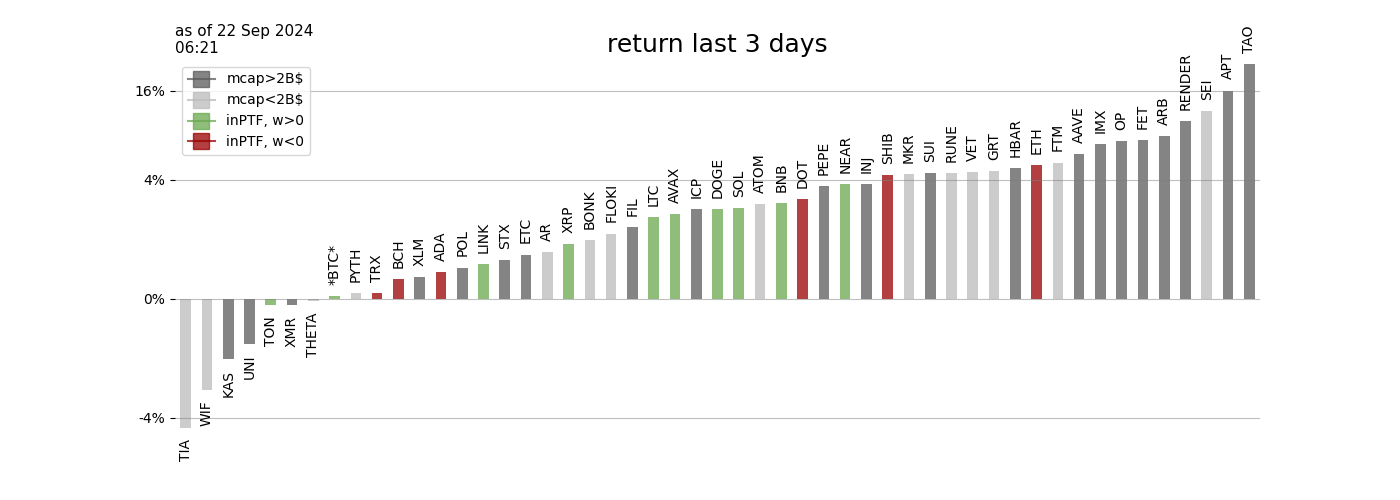 as of 22 Sep 2024
06:21
return last 3 days
mcap>2B$
mcap<2B$
inPTF, w>0
inPTF, w<0
16%
4%
0%
-4%
TIA
WIF
KAS
UNI
TON
XMR
THETA
*BTC*
PYTH
TRX
BCH
XLM
ADA
POL
LINK
STX
ETC
AR
XRP
BONK
FLOKI
FIL
LTC
AVAX
ICP
DOGE
SOL
ATOM
BNB
DOT
PEPE
NEAR
INJ
SHIB
MKR
SUI
RUNE
VET
GRT
HBAR
ETH
FTM
AAVE
IMX
OP
FET
ARB
RENDER
SEI
APT
TAO